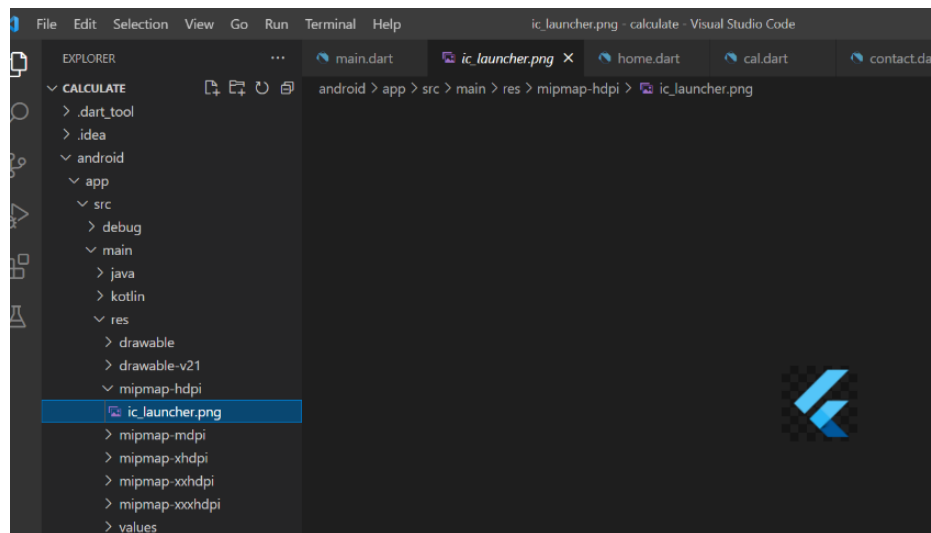 File Edit Selection View Go Run Terminal Help ic_launcher.png - calculate - Visual Studio Code
EXPLORER ··· main.dart ic_launcher.png home.dart cal.dart contact.da
CALCULATE android > app > src > main > res > mipmap-hdpi > ic_launcher.png
.dart_tool
.idea
android
app
src
debug
main
java
kotlin
res
drawable
drawable-v21
mipmap-hdpi
ic_launcher.png
mipmap-mdpi
mipmap-xhdpi
mipmap-xxhdpi
mipmap-xxxhdpi
values